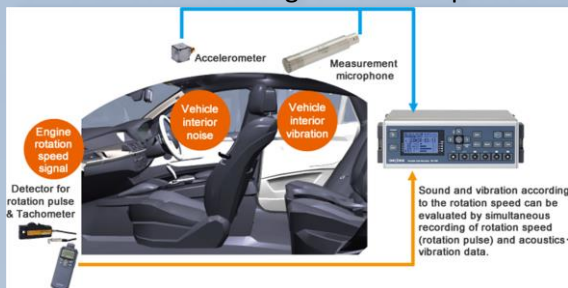 Accelerometer
Measurement
microphone
Vehicle
interior
noise
Vehicle
interior
vibration
Engine
rotation
speed
signal
Detector for
rotation pulse
& Tachometer
Sound and vibration according
to the rotation speed can be
evaluated by simultaneous
recording of rotation speed
(rotation pulse) and acoustics・
vibration data.